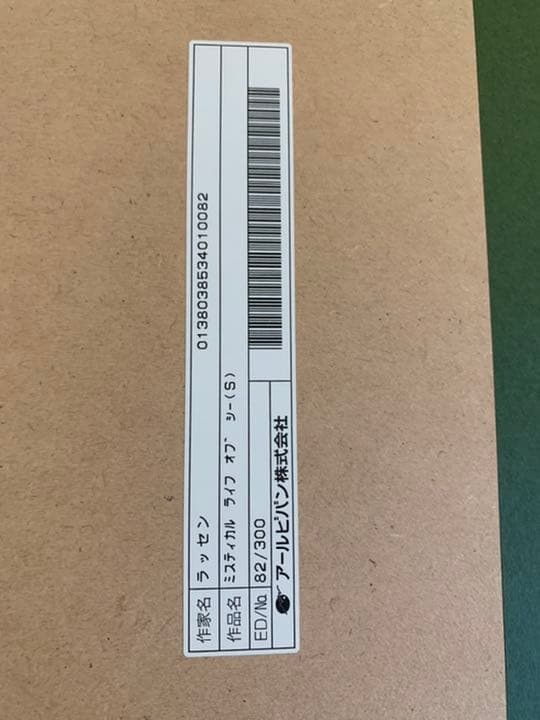 作家名 ラッセン 0138038534010082
作品名 ミスティカル ライフ オブ シー(S)
ED/No. 82/300
アールビバン株式会社